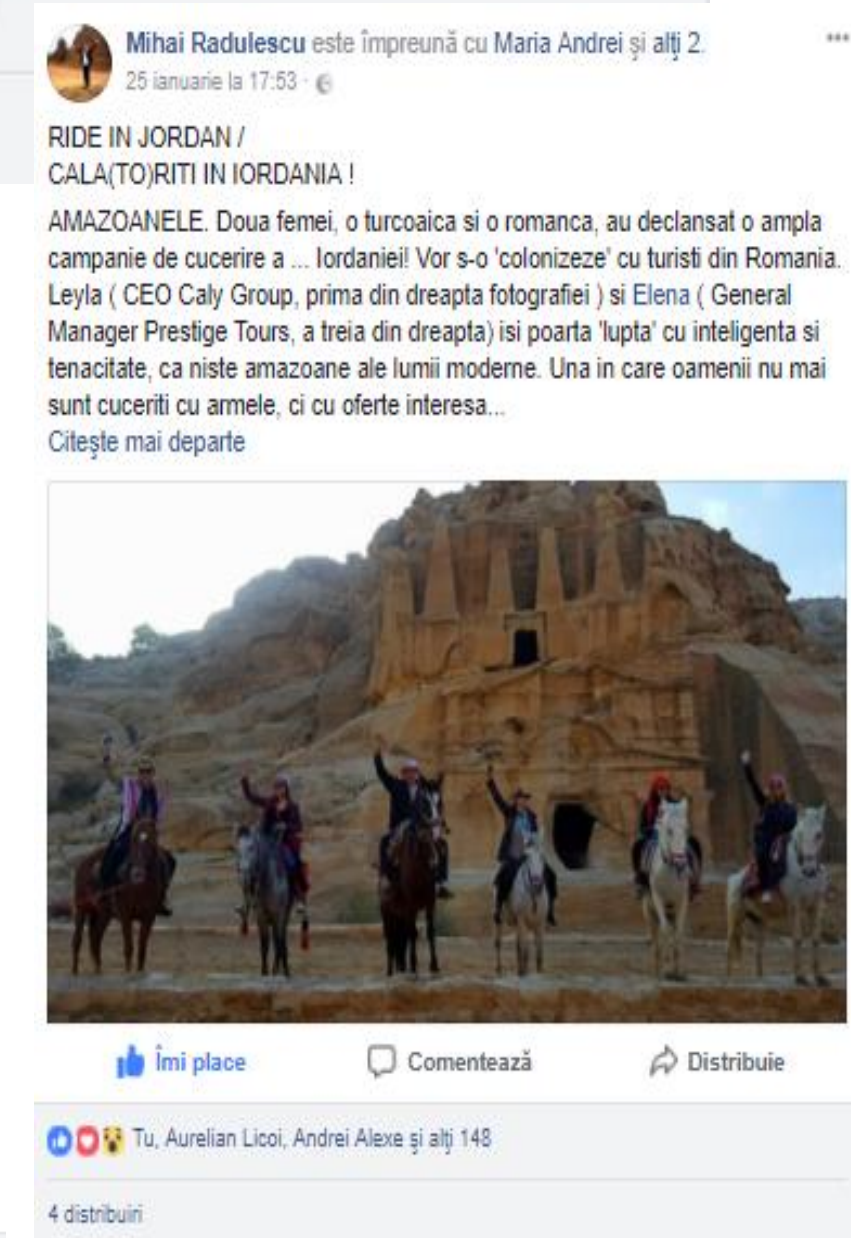 Mihai Radulescu este împreună cu Maria Andrei și alți 2.
25 ianuarie la 17:53 ·
RIDE IN JORDAN /
CALA(TO)RITI IN IORDANIA !
AMAZOANELE. Doua femei, o turcoaica si o romanca, au declansat o ampla
campanie de cucerire a ... Iordaniei! Vor s-o 'colonizeze' cu turisti din Romania.
Leyla ( CEO Caly Group, prima din dreapta fotografiei ) si Elena ( General
Manager Prestige Tours, a treia din dreapta) isi poarta 'lupta' cu inteligenta si
tenacitate, ca niste amazoane ale lumii moderne. Una in care oamenii nu mai
sunt cuceriti cu armele, ci cu oferte interesa...
Citește mai departe
Îmi place Comentează Distribuie
Tu, Aurelian Licoi, Andrei Alexe și alți 148
4 distribuiri